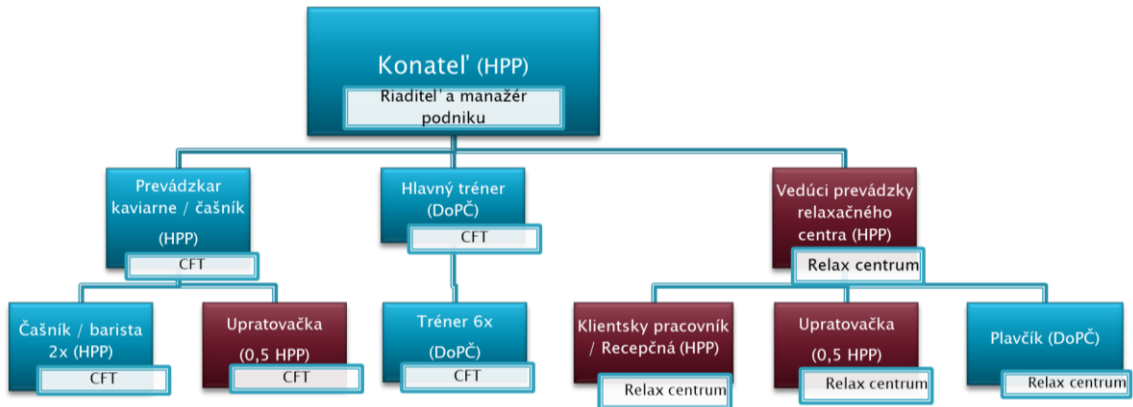 Konateľ (HPP)
Riaditeľ a manažér
podniku
Prevádzkar
kaviarne / čašník
(HPP)
CFT
Hlavný tréner
(DoPČ)
CFT
Vedúci prevádzky
relaxačného
centra (HPP)
Relax centrum
Čašník / barista
2x (HPP)
CFT
Upratovačka
(0,5 HPP)
CFT
Tréner 6x
(DoPČ)
CFT
Klientsky pracovník
/ Recepčná (HPP)
Relax centrum
Upratovačka
(0,5 HPP)
Relax centrum
Plavčík (DoPČ)
Relax centrum